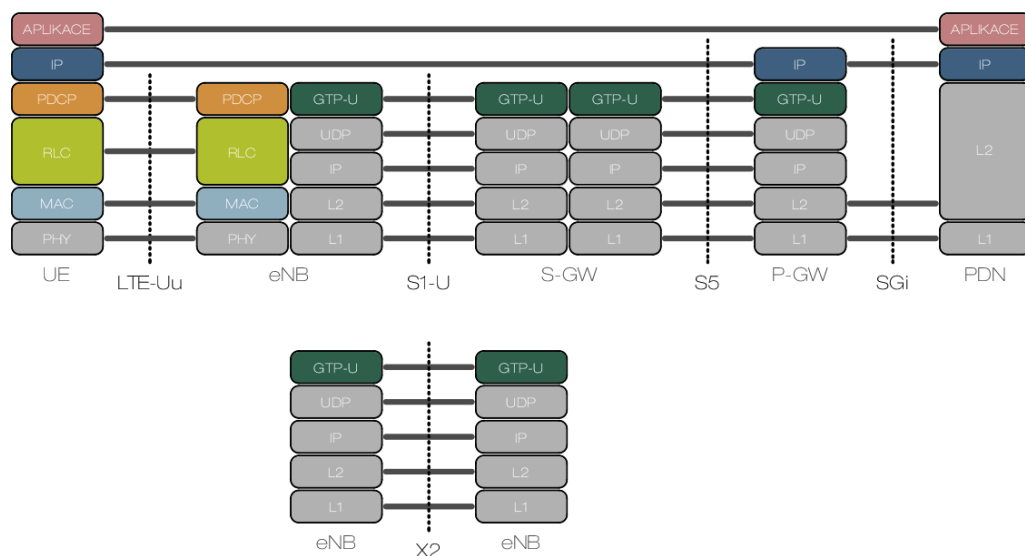 APLIKACE APLIKACE
IP IP IP
PDCP PDCP GTP-U GTP-U GTP-U GTP-U
UDP UDP UDP UDP
RLC RLC L2
IP IP IP IP
MAC MAC L2 L2 L2 L2
PHY PHY L1 L1 L1 L1 L1
UE LTE-Uu eNB S1-U S-GW S5 P-GW SGi PDN
GTP-U GTP-U
UDP UDP
IP IP
L2 L2
L1 L1
eNB X2 eNB